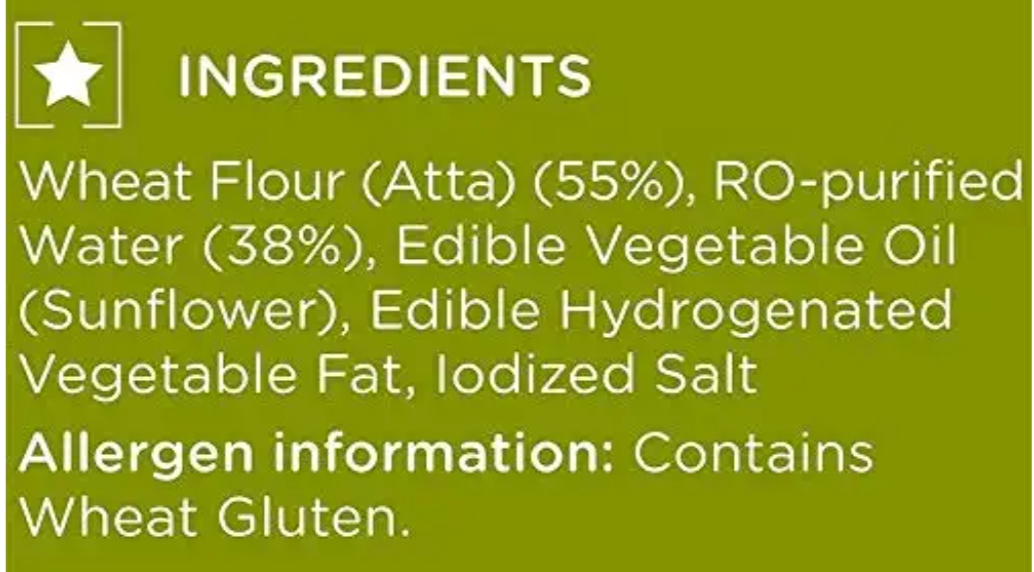 INGREDIENTS
Wheat Flour (Atta) (55%), RO-purified
Water (38%), Edible Vegetable Oil
(Sunflower), Edible Hydrogenated
Vegetable Fat, Iodized Salt
Allergen information: Contains
Wheat Gluten.